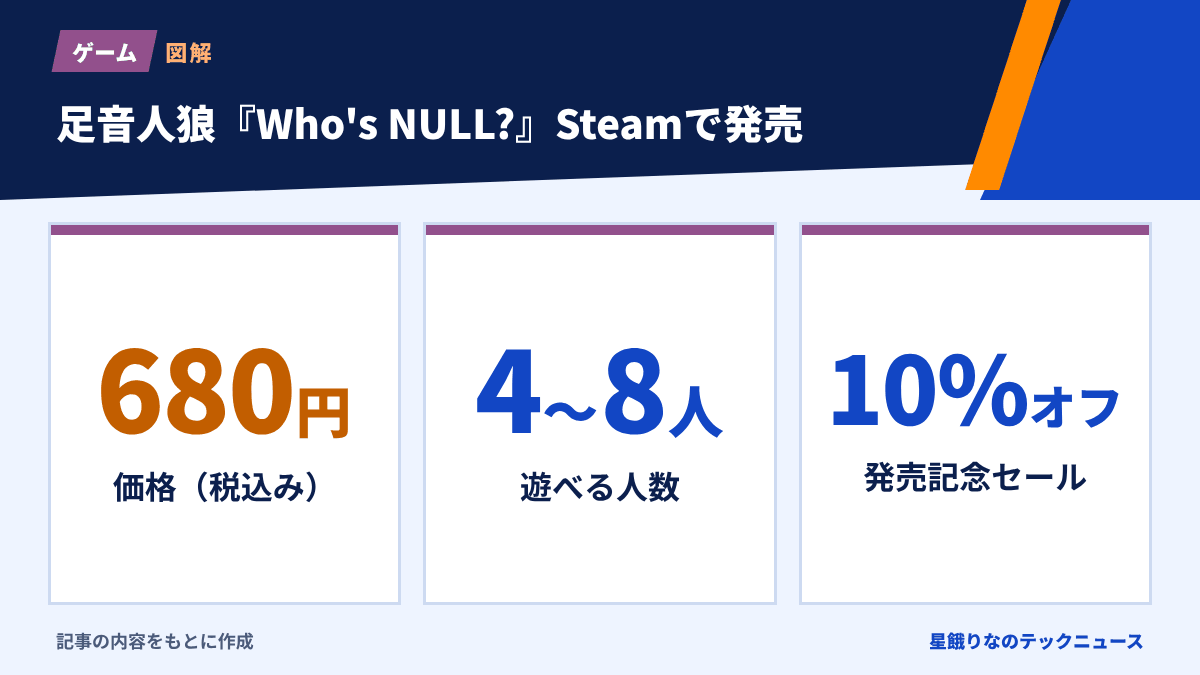 ゲーム 図解
足音人狼『Who's NULL?』Steamで発売
680円
価格（税込み）
4〜8人
遊べる人数
10%オフ
発売記念セール
記事の内容をもとに作成
星餓りなのテックニュース